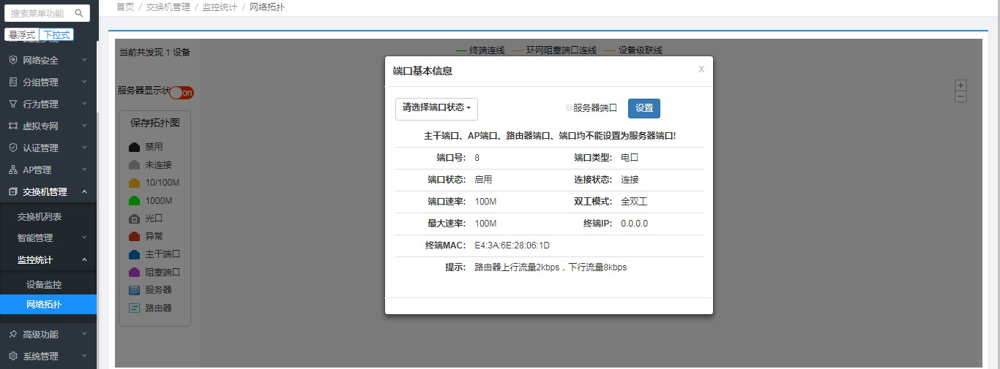 首页 / 交换机管理 / 监控统计 / 网络拓扑
搜索菜单功能
悬浮式 下拉式
网络安全
分组管理
行为管理
虚拟专网
认证管理
AP管理
交换机管理
交换机列表
智能管理
监控统计
设备监控
网络拓扑
高级功能
系统管理
当前共发现 1 设备
终端连线 环网阻塞端口连线 设备级联线
服务器显示状
on
保存拓扑图
禁用
未连接
10/100M
1000M
光口
异常
主干端口
阻塞端口
服务器
路由器
+
−
端口基本信息 x
请选择端口状态 服务器端口 设置
主干端口、AP端口、路由器端口、端口均不能设置为服务器端口!
端口号: 8 端口类型: 电口
端口状态: 启用 连接状态: 连接
端口速率: 100M 双工模式: 全双工
最大速率: 100M 终端IP: 0.0.0.0
终端MAC: E4:3A:6E:28:06:1D
提示: 路由器上行流量2kbps，下行流量8kbps